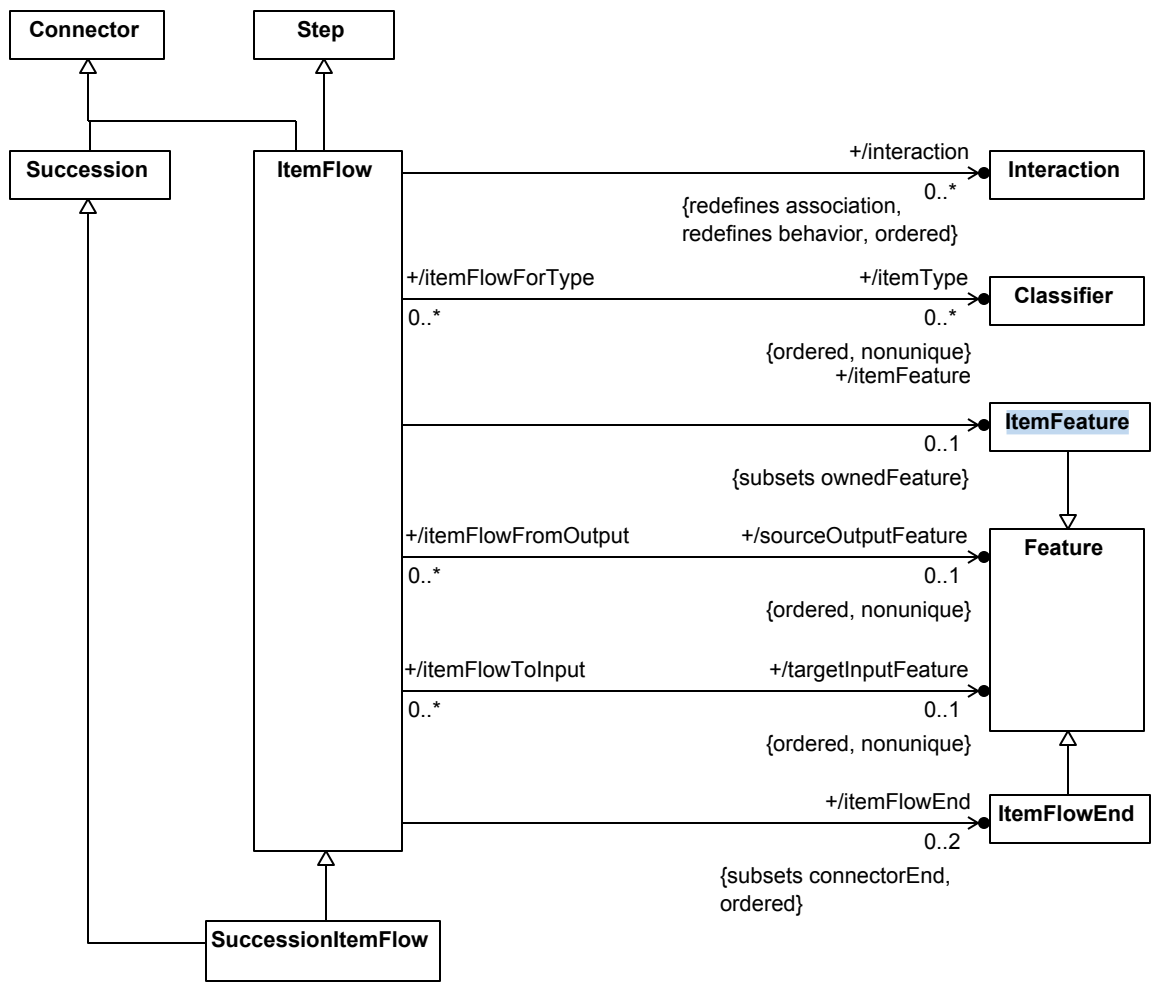 Connector
Step
Succession
ItemFlow
+/interaction
Interaction
0..*
{redefines association,
redefines behavior, ordered}
+/itemFlowForType
+/itemType
Classifier
0..*
0..*
{ordered, nonunique}
+/itemFeature
ItemFeature
0..1
{subsets ownedFeature}
+/itemFlowFromOutput
+/sourceOutputFeature
Feature
0..*
0..1
{ordered, nonunique}
+/itemFlowToInput
+/targetInputFeature
0..*
0..1
{ordered, nonunique}
+/itemFlowEnd
ItemFlowEnd
0..2
{subsets connectorEnd,
ordered}
SuccessionItemFlow